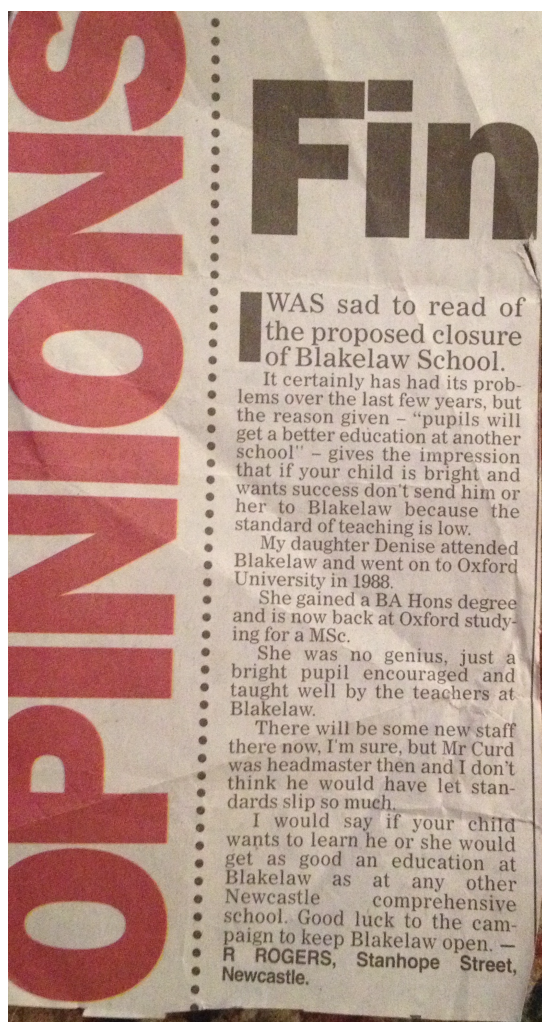 OPINIONS
Fin
I WAS sad to read of
the proposed closure
of Blakelaw School.
It certainly has had its prob-
lems over the last few years, but
the reason given – “pupils will
get a better education at another
school” – gives the impression
that if your child is bright and
wants success don't send him or
her to Blakelaw because the
standard of teaching is low.
My daughter Denise attended
Blakelaw and went on to Oxford
University in 1988.
She gained a BA Hons degree
and is now back at Oxford study-
ing for a MSc.
She was no genius, just a
bright pupil encouraged and
taught well by the teachers at
Blakelaw.
There will be some new staff
there now, I'm sure, but Mr Curd
was headmaster then and I don't
think he would have let stan-
dards slip so much.
I would say if your child
wants to learn he or she would
get as good an education at
Blakelaw as at any other
Newcastle comprehensive
school. Good luck to the cam-
paign to keep Blakelaw open. —
R ROGERS, Stanhope Street,
Newcastle.